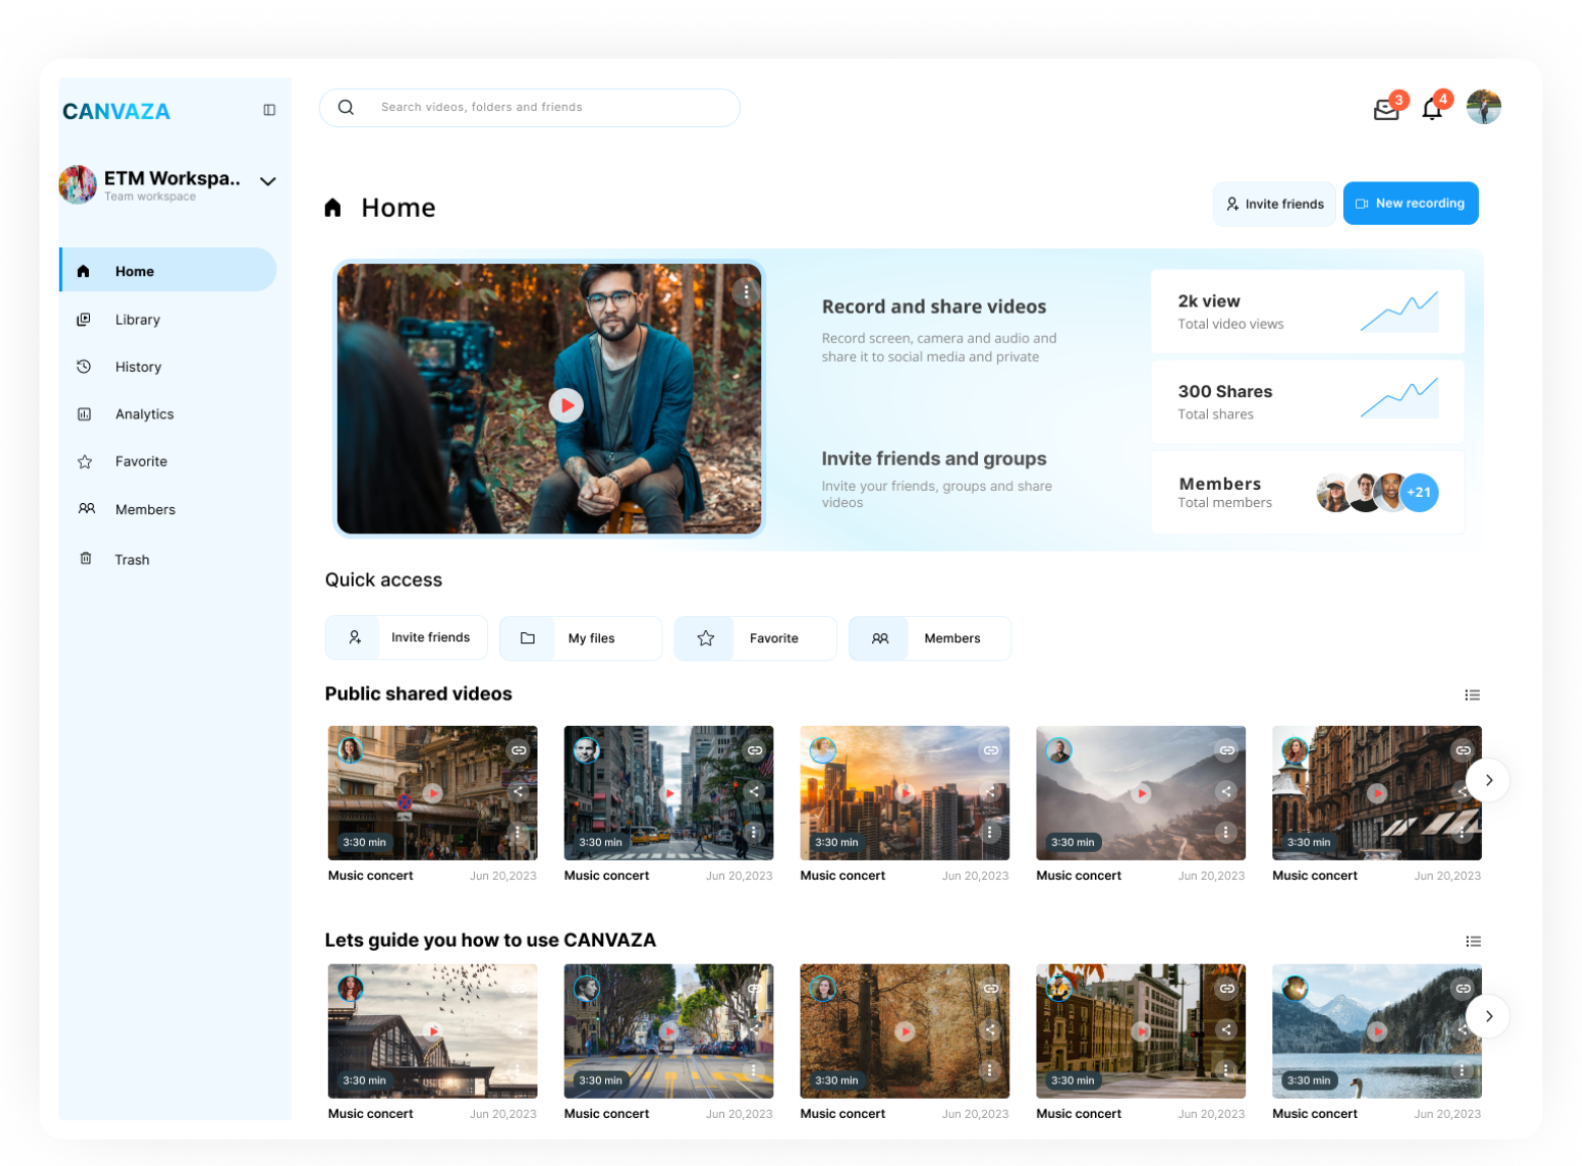 CANVAZA
Search videos, folders and friends
3
4
ETM Workspa..
Team workspace
Home
Library
History
Analytics
Favorite
Members
Trash
Home
Invite friends
New recording
Record and share videos
Record screen, camera and audio and
share it to social media and private
Invite friends and groups
Invite your friends, groups and share
videos
2k view
Total video views
300 Shares
Total shares
Members
Total members
+21
Quick access
Invite friends
My files
Favorite
Members
Public shared videos
3:30 min
3:30 min
3:30 min
3:30 min
3:30 min
Music concert Jun 20,2023
Music concert Jun 20,2023
Music concert Jun 20,2023
Music concert Jun 20,2023
Music concert Jun 20,2023
Lets guide you how to use CANVAZA
3:30 min
3:30 min
3:30 min
3:30 min
3:30 min
Music concert Jun 20,2023
Music concert Jun 20,2023
Music concert Jun 20,2023
Music concert Jun 20,2023
Music concert Jun 20,2023